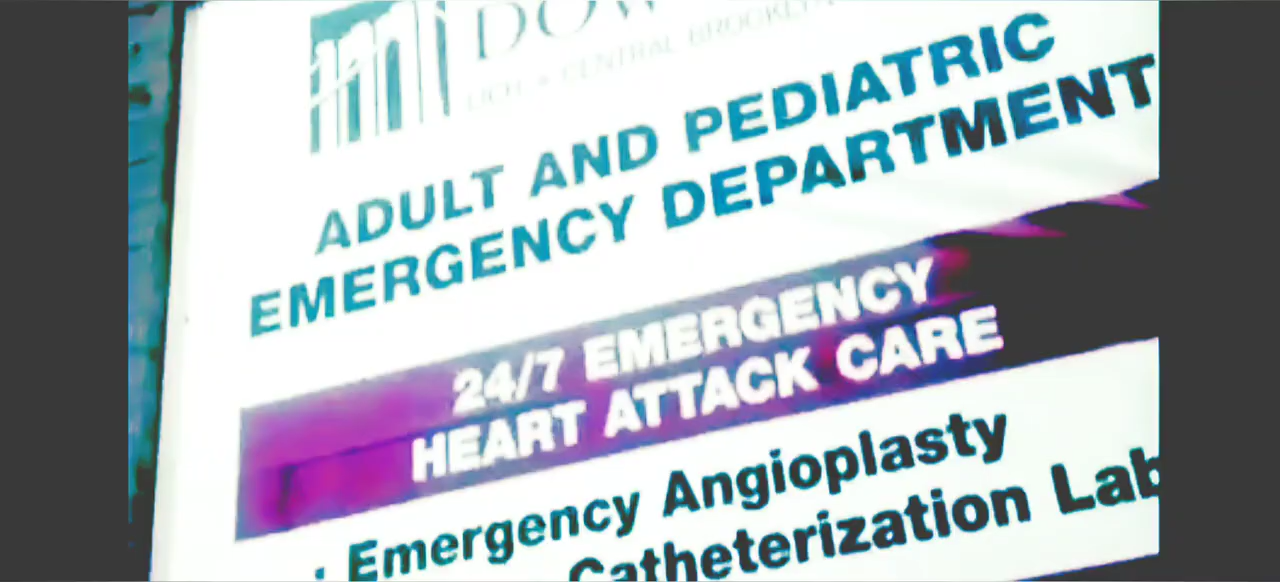 ADULT AND PEDIATRIC
EMERGENCY DEPARTMENT
24/7 EMERGENCY
HEART ATTACK CARE
· Emergency Angioplasty
Catheterization Lab